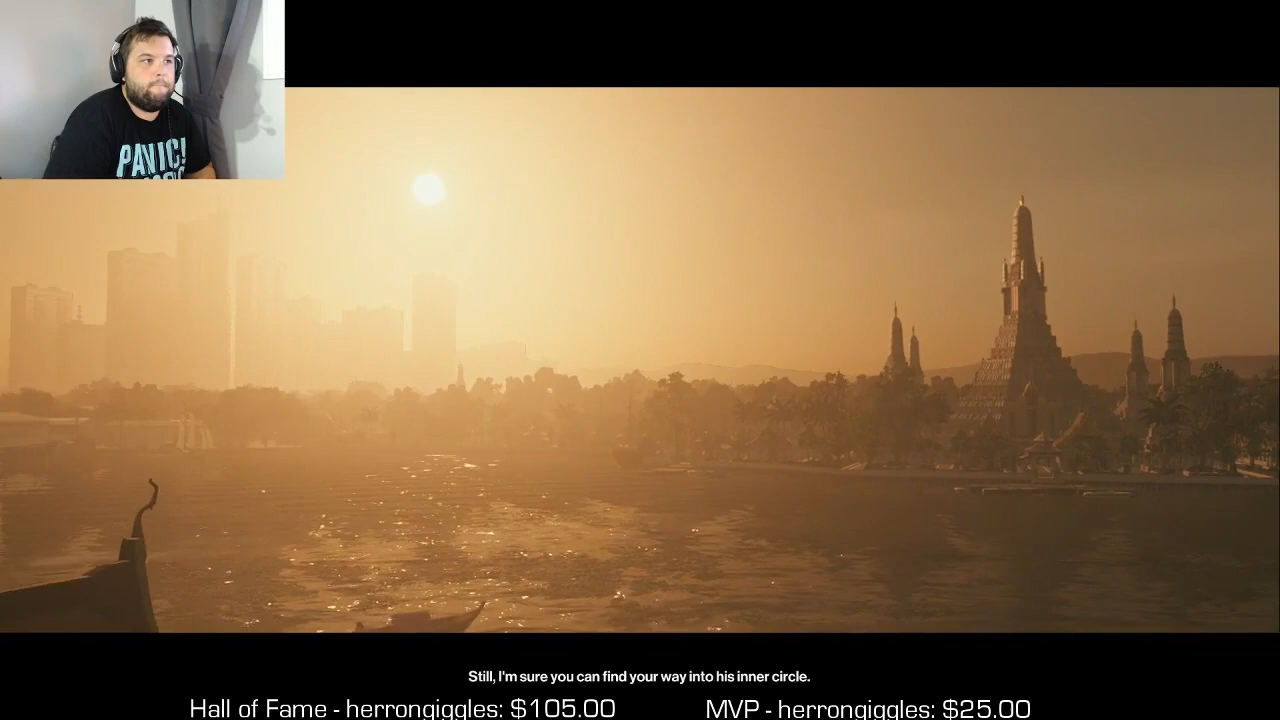 PANIC!
Still, I'm sure you can find your way into his inner circle.
Hall of Fame - herrongiggles: $105.00
MVP - herrongiggles: $25.00